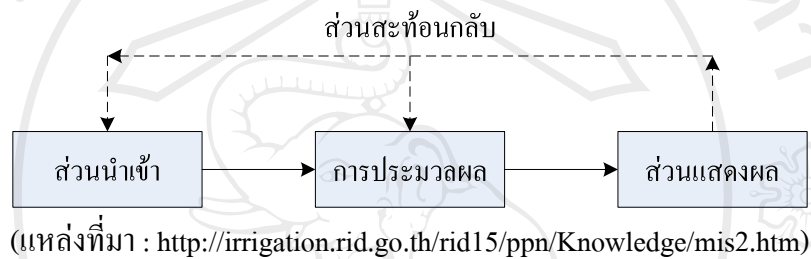 ส่วนสะท้อนกลับ
ส่วนนำเข้า
การประมวลผล
ส่วนแสดงผล
(แหล่งที่มา : http://irrigation.rid.go.th/rid15/ppn/Knowledge/mis2.htm)